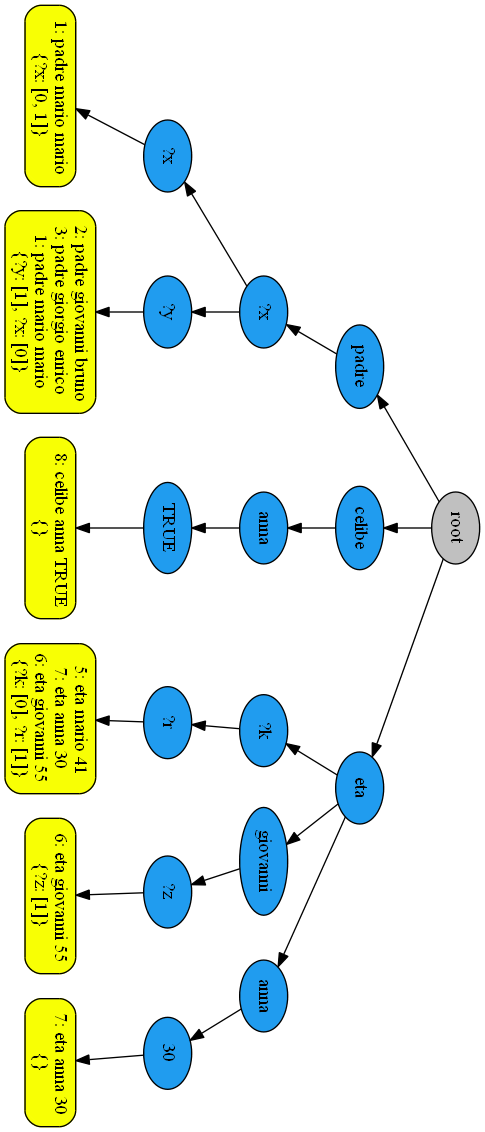 root
padre
celibe
eta
?x
anna
?k
giovanni
anna
?x
?y
TRUE
?r
?z
30
1: padre mario mario
{?x: [0, 1]}
2: padre giovanni bruno
3: padre giorgio enrico
1: padre mario mario
{?y: [1], ?x: [0]}
8: celibe anna TRUE
{}
5: eta mario 41
7: eta anna 30
6: eta giovanni 55
{?k: [0], ?r: [1]}
6: eta giovanni 55
{?z: [1]}
7: eta anna 30
{}